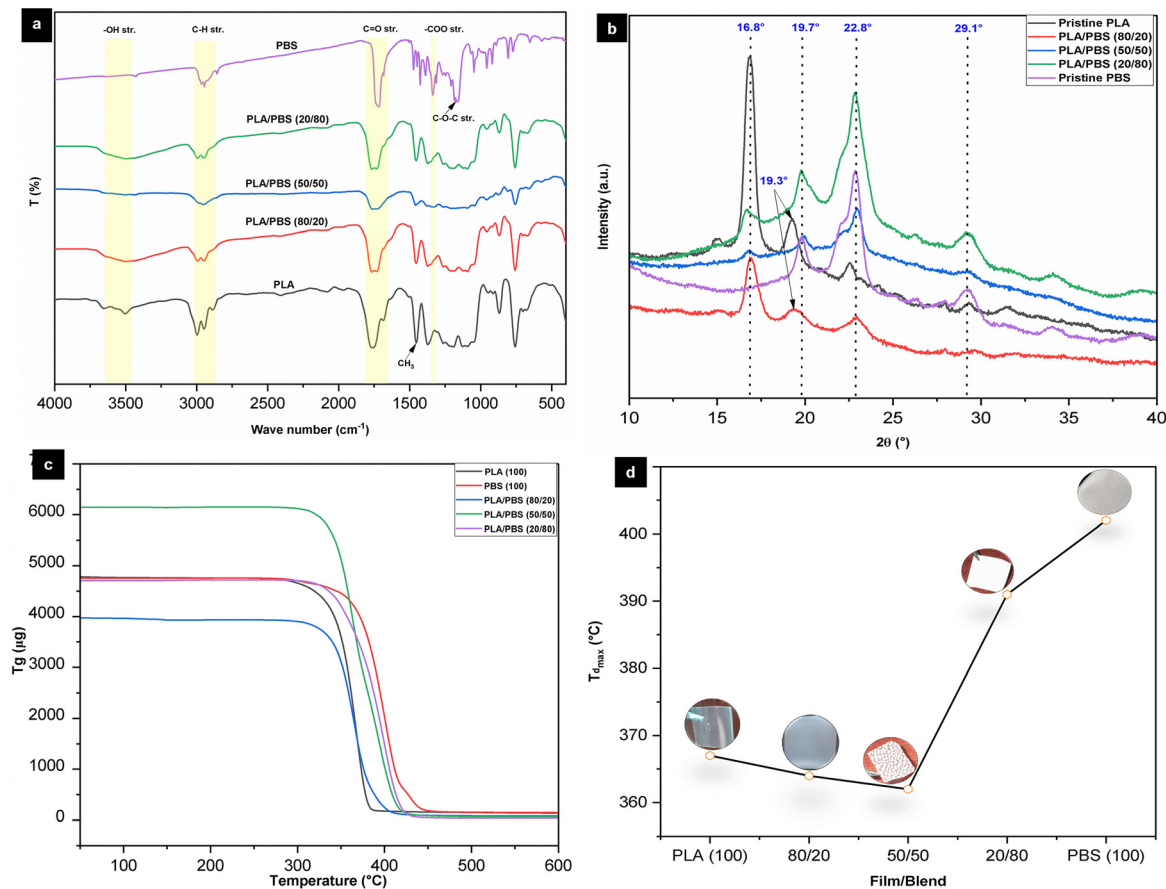 a
-OH str.
C-H str.
C=O str.
-COO str.
PBS
C-O-C str.
PLA/PBS (20/80)
PLA/PBS (50/50)
PLA/PBS (80/20)
PLA
CH3
T (%)
4000 3500 3000 2500 2000 1500 1000 500
Wave number (cm-1)
b
16.8° 19.7° 22.8° 29.1°
Pristine PLA
PLA/PBS (80/20)
PLA/PBS (50/50)
PLA/PBS (20/80)
Pristine PBS
19.3°
Intensity (a.u.)
10 15 20 25 30 35 40
2θ (°)
c
PLA (100)
PBS (100)
PLA/PBS (80/20)
PLA/PBS (50/50)
PLA/PBS (20/80)
6000
5000
4000
3000
2000
1000
0
Tg (µg)
100 200 300 400 500 600
Temperature (°C)
d
400
390
380
370
360
Tdmax (°C)
PLA (100) 80/20 50/50 20/80 PBS (100)
Film/Blend